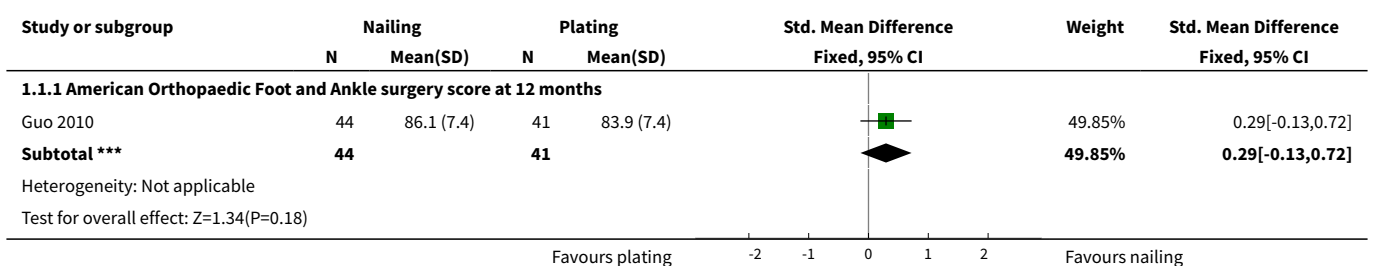 Study or subgroup Nailing Plating Std. Mean Difference Weight Std. Mean Difference
N Mean(SD) N Mean(SD) Fixed, 95% CI Fixed, 95% CI
1.1.1 American Orthopaedic Foot and Ankle surgery score at 12 months
Guo 2010 44 86.1 (7.4) 41 83.9 (7.4) 49.85% 0.29[-0.13,0.72]
Subtotal *** 44 41 49.85% 0.29[-0.13,0.72]
Heterogeneity: Not applicable
Test for overall effect: Z=1.34(P=0.18)
Favours plating -2 -1 0 1 2 Favours nailing